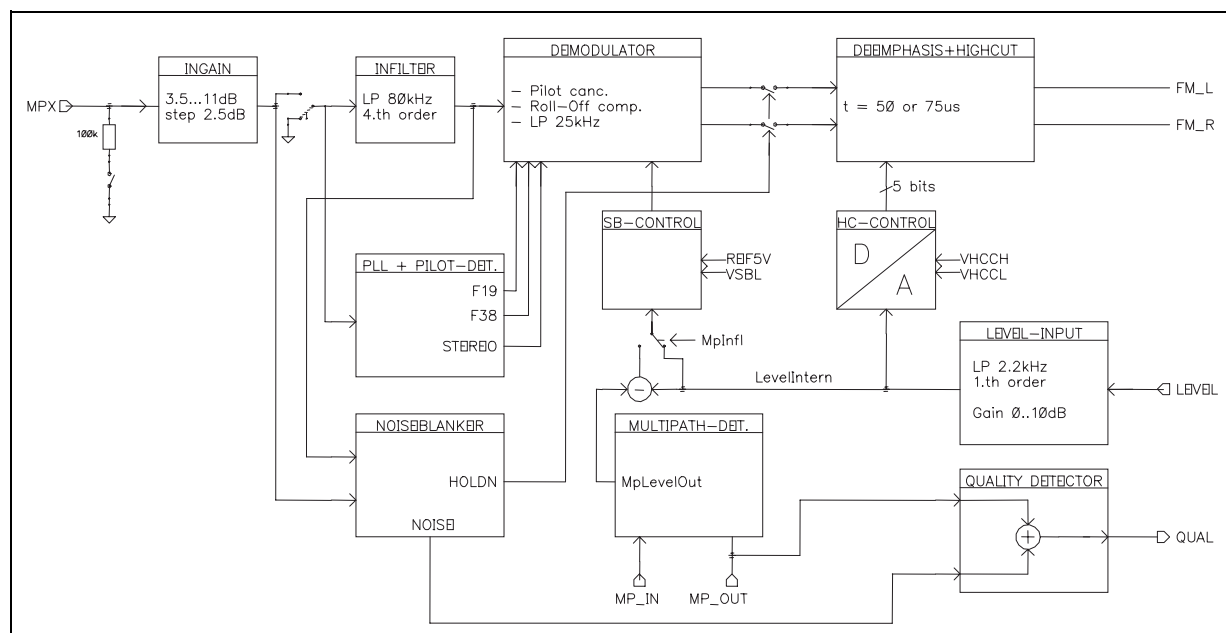 MPX
100k
INGAIN
3.5...11dB
step 2.5dB
INFILTER
LP 80kHz
4.th order
DEMODULATOR
- Pilot canc.
- Roll-Off comp.
- LP 25kHz
DEEMPHASIS+HIGHCUT
t = 50 or 75us
FM_L
FM_R
5 bits
SB-CONTROL
REF5V
VSBL
HC-CONTROL
D
A
VHCCH
VHCCL
PLL + PILOT-DET.
F19
F38
STEREO
MpInfl
LevelIntern
LEVEL-INPUT
LP 2.2kHz
1.th order
Gain 0..10dB
LEVEL
NOISEBLANKER
HOLDN
NOISE
MULTIPATH-DET.
MpLevelOut
-
MP_IN
MP_OUT
QUALITY DETECTOR
+
QUAL